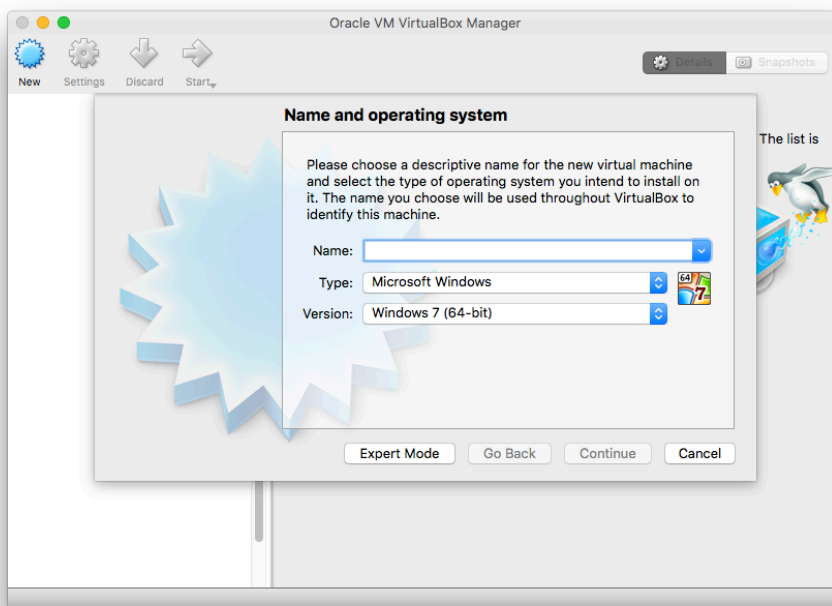 Oracle VM VirtualBox Manager
New
Settings
Discard
Start
Details
Snapshots
Name and operating system
The list is
Please choose a descriptive name for the new virtual machine
and select the type of operating system you intend to install on
it. The name you choose will be used throughout VirtualBox to
identify this machine.
Name:
Type: Microsoft Windows
64
7
Version: Windows 7 (64-bit)
Expert Mode
Go Back
Continue
Cancel